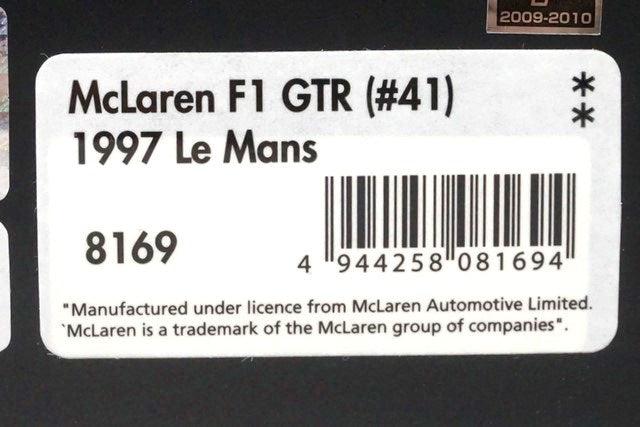 2009-2010
McLaren F1 GTR (#41) *
1997 Le Mans *
8169
4 944258 081694
"Manufactured under licence from McLaren Automotive Limited.
`McLaren is a trademark of the McLaren group of companies".